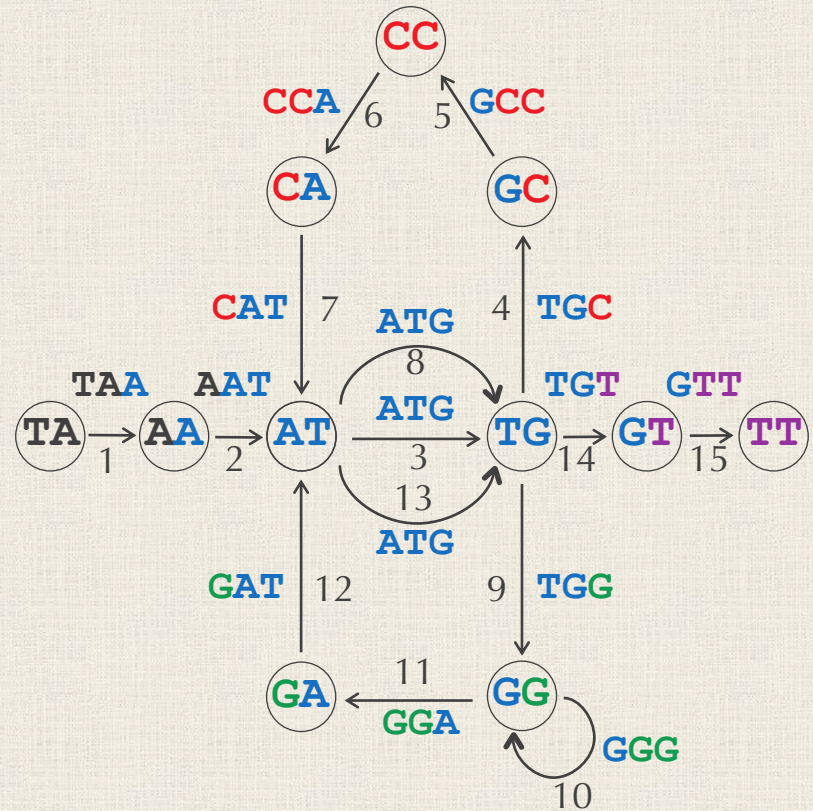 CC
CCA 6 5 GCC
CA GC
CAT 7 4 TGC
ATG
8
TAA AAT ATG TGT GTT
TA AA AT TG GT TT
1 2 3 14 15
13
ATG
GAT 12 9 TGG
11
GA GG
GGA
GGG
10